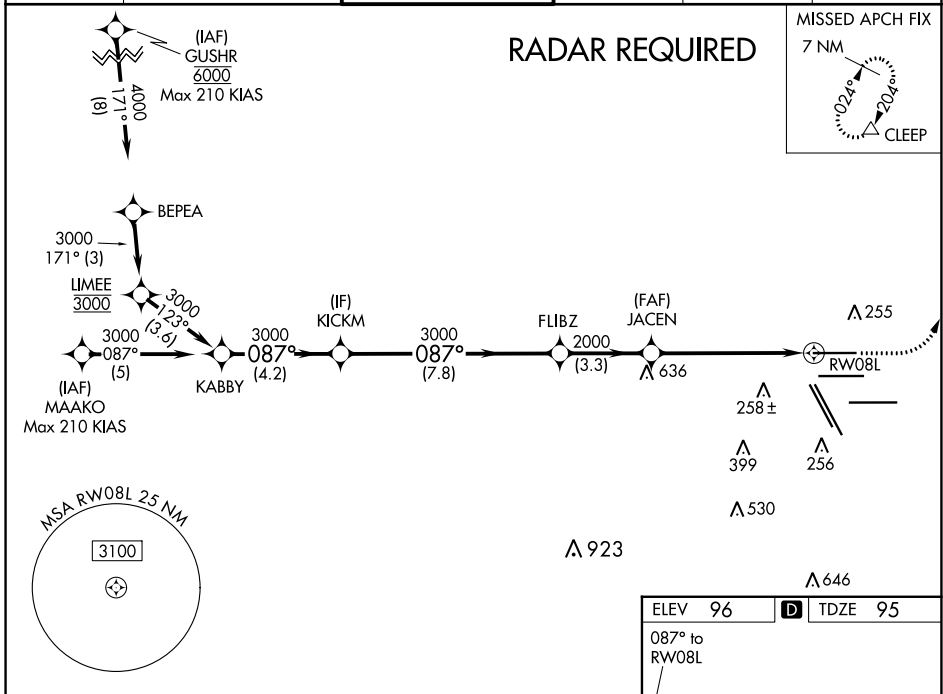 (IAF)
GUSHR
6000
Max 210 KIAS
4000
171°
(8)
RADAR REQUIRED
MISSED APCH FIX
7 NM
024°
204°
CLEEP
BEPEA
3000
171° (3)
LIMEE
3000
3000
123°
(3.6)
3000
087°
(5)
(IAF)
MAAKO
Max 210 KIAS
KABBY
3000
087°
(4.2)
(IF)
KICKM
3000
087°
(7.8)
FLIBZ
2000
(3.3)
(FAF)
JACEN
636
255
RW08L
258 ±
399
256
530
923
646
MSA RW08L 25 NM
3100
ELEV 96 D TDZE 95
087° to
RW08L